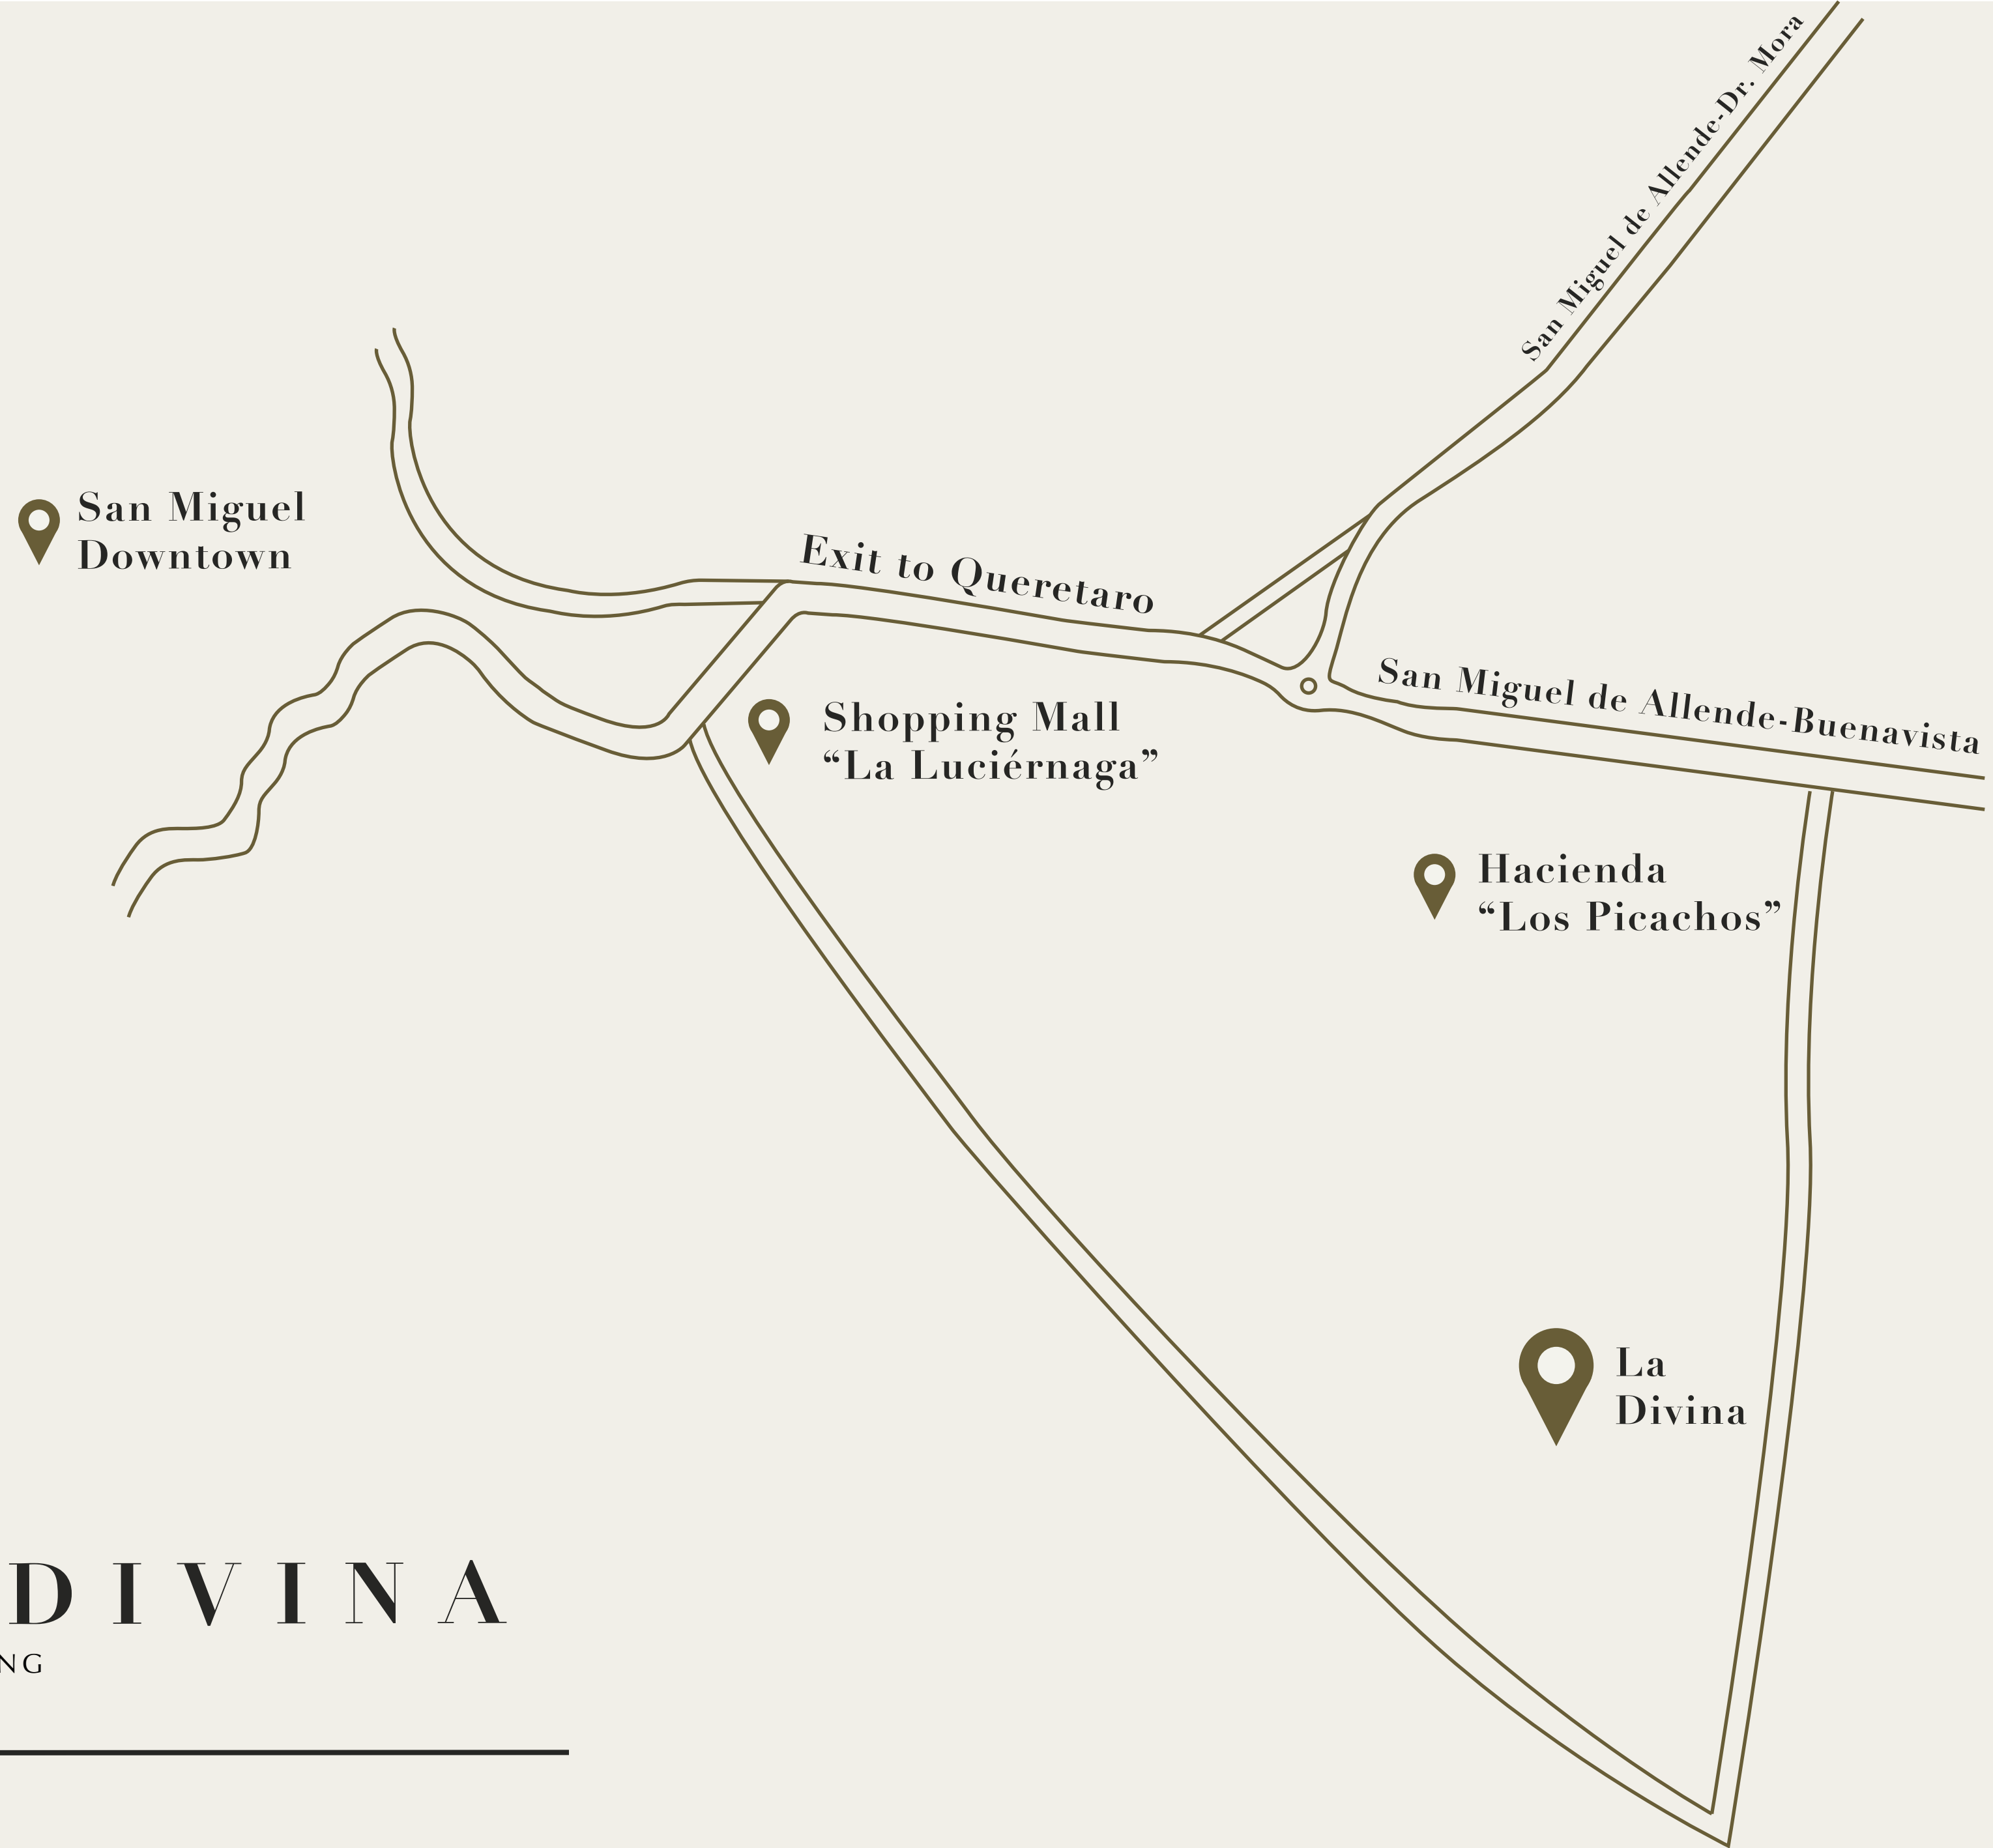 San Miguel de Allende-Dr. Mora
San Miguel
Downtown
Exit to Queretaro
San Miguel de Allende-Buenavista
Shopping Mall
“La Luciérnaga”
Hacienda
“Los Picachos”
La
Divina
DIVINA
NG